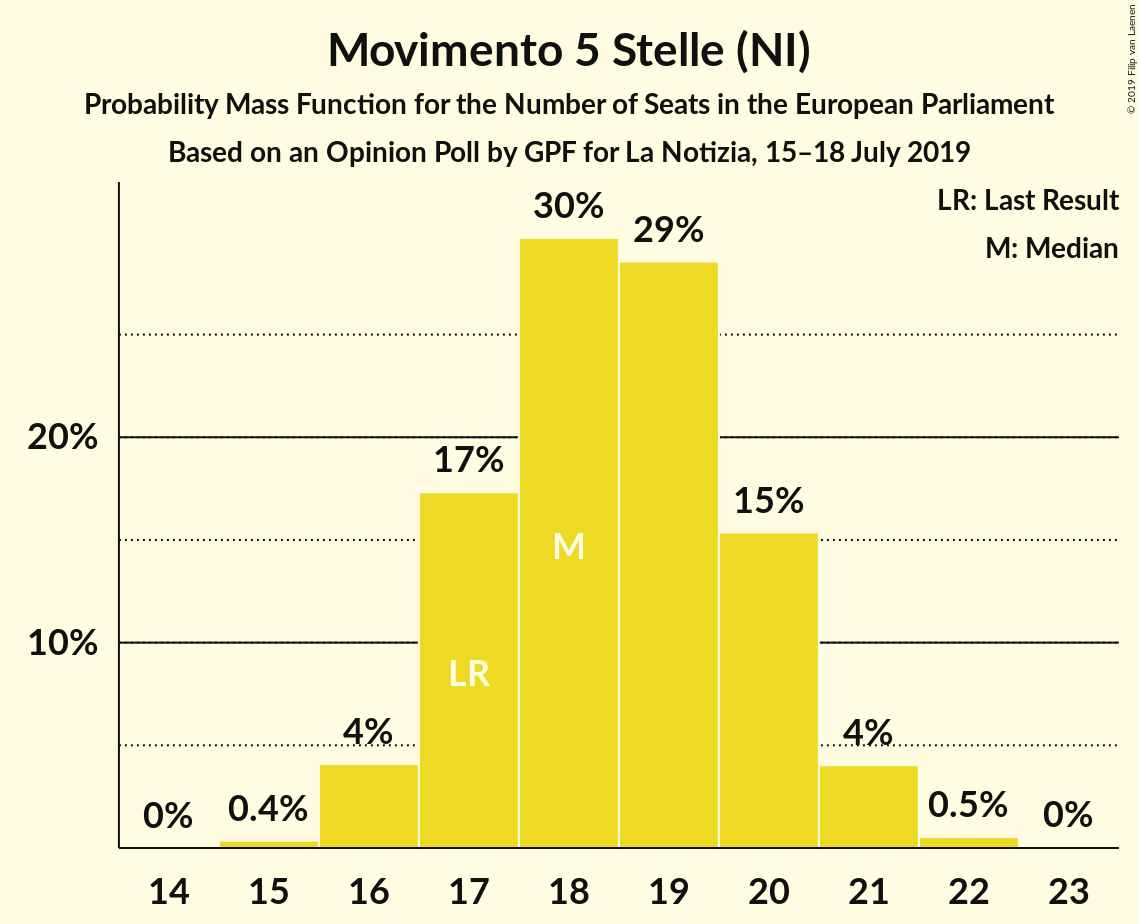 Movimento 5 Stelle (NI)
Probability Mass Function for the Number of Seats in the European Parliament
Based on an Opinion Poll by GPF for La Notizia, 15–18 July 2019
© 2019 Filip van Laenen
LR: Last Result
M: Median
30%
29%
20%
17%
15%
M
10%
LR
4%
4%
0%
0.4%
0.5%
0%
14 15 16 17 18 19 20 21 22 23